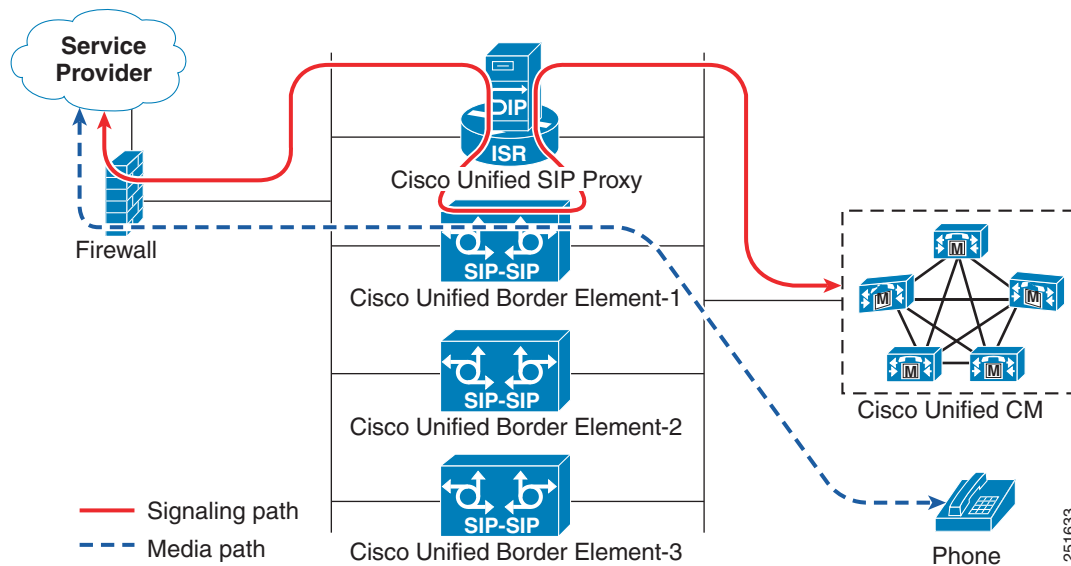 Service
Provider
DIP
ISR
Cisco Unified SIP Proxy
Firewall
SIP-SIP
Cisco Unified Border Element-1
M
M
M
M
M
SIP-SIP
Cisco Unified Border Element-2
Cisco Unified CM
SIP-SIP
Signaling path
Media path
Cisco Unified Border Element-3
Phone
251633